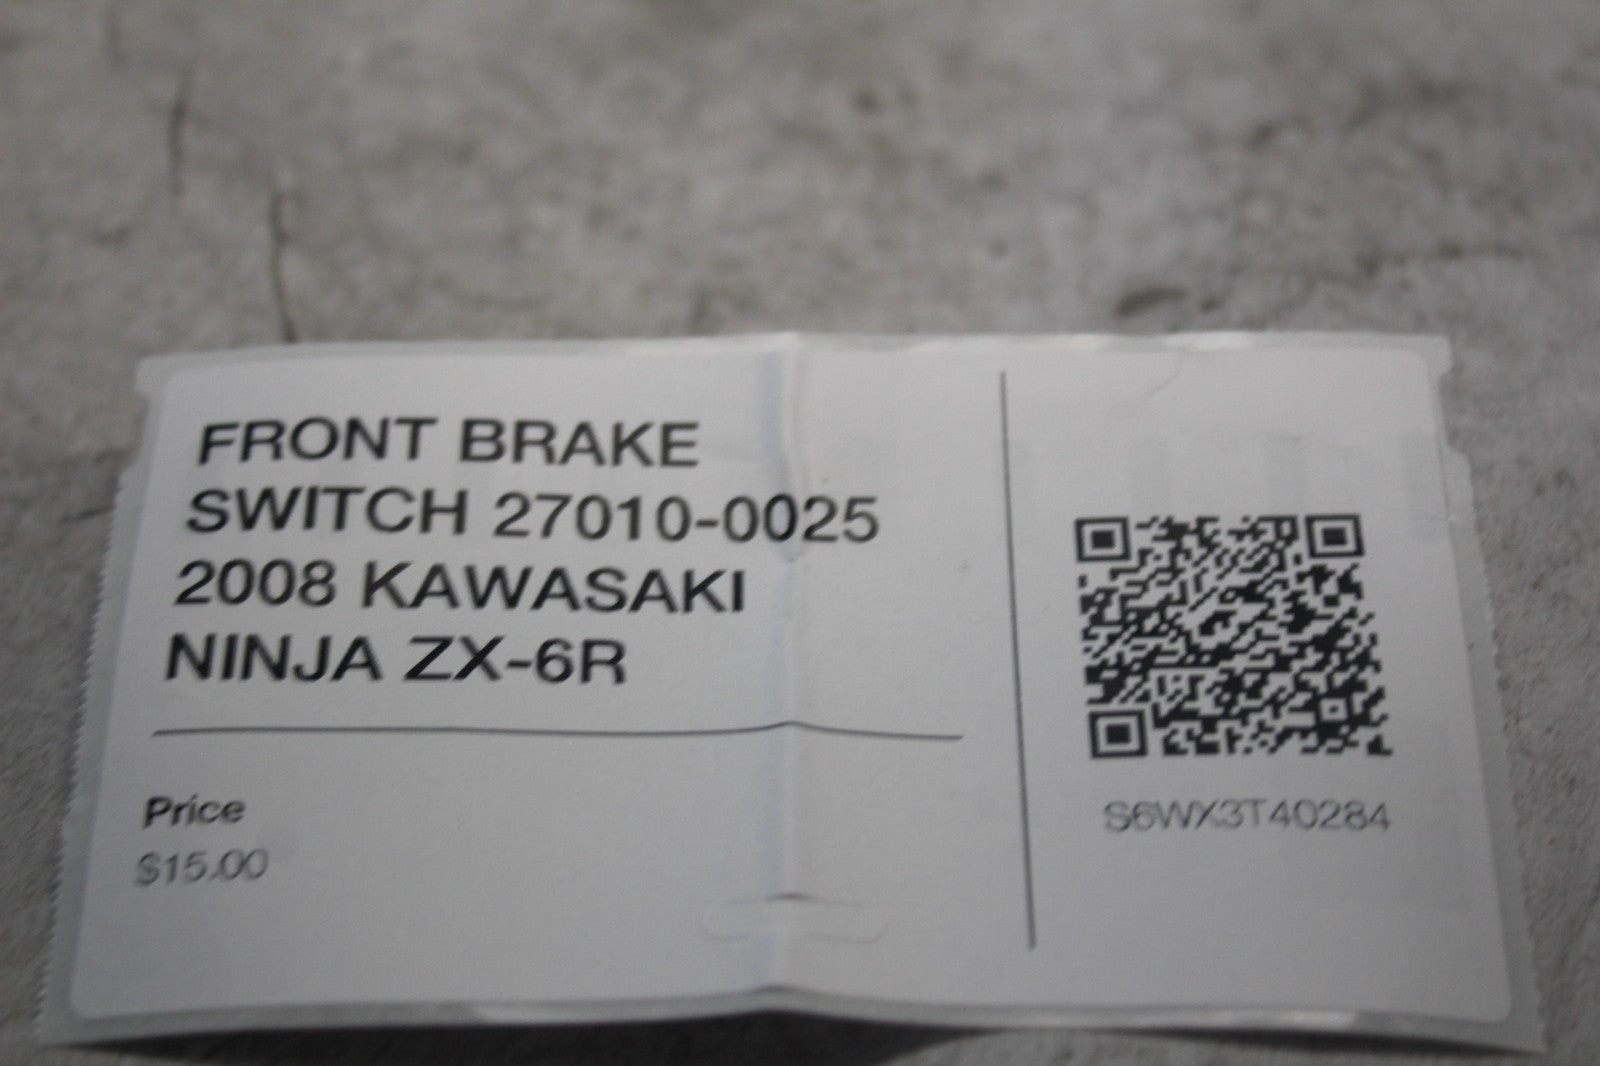 FRONT BRAKE
SWITCH 27010-0025
2008 KAWASAKI
NINJA ZX-6R
Price
$15.00
S6WX3T40284